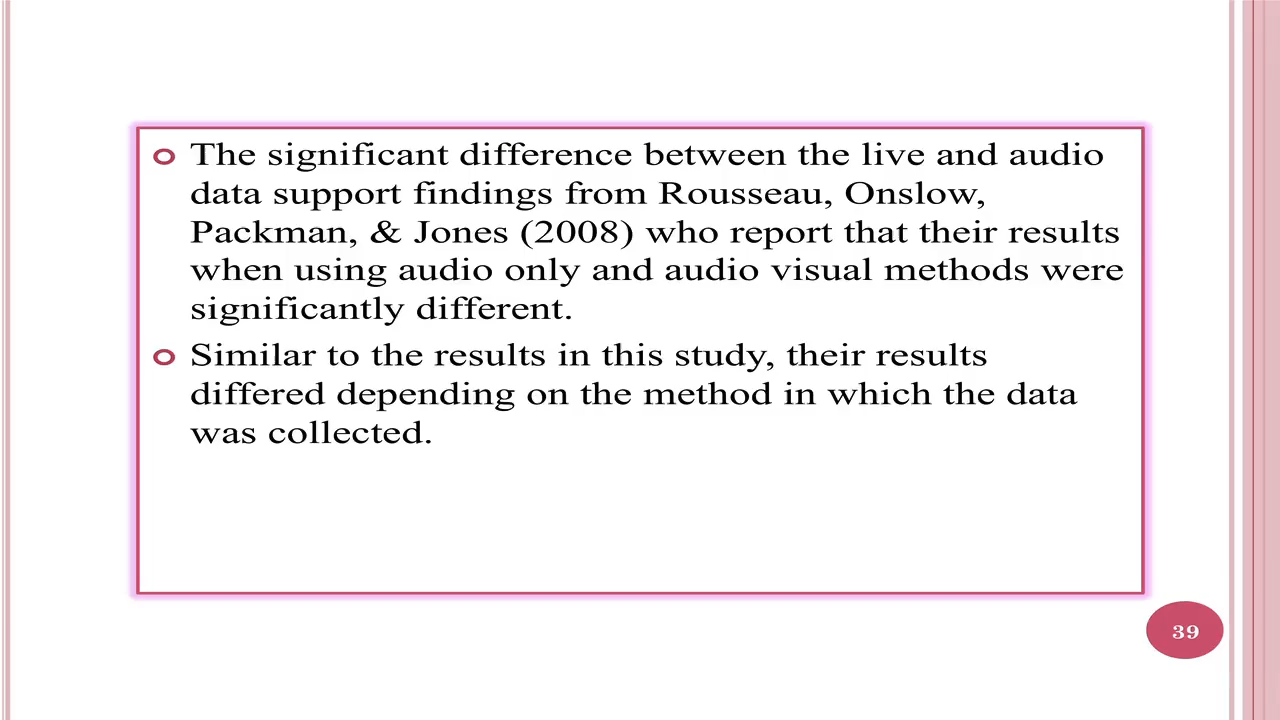 The significant difference between the live and audio
data support findings from Rousseau, Onslow,
Packman, & Jones (2008) who report that their results
when using audio only and audio visual methods were
significantly different.
Similar to the results in this study, their results
differed depending on the method in which the data
was collected.
39